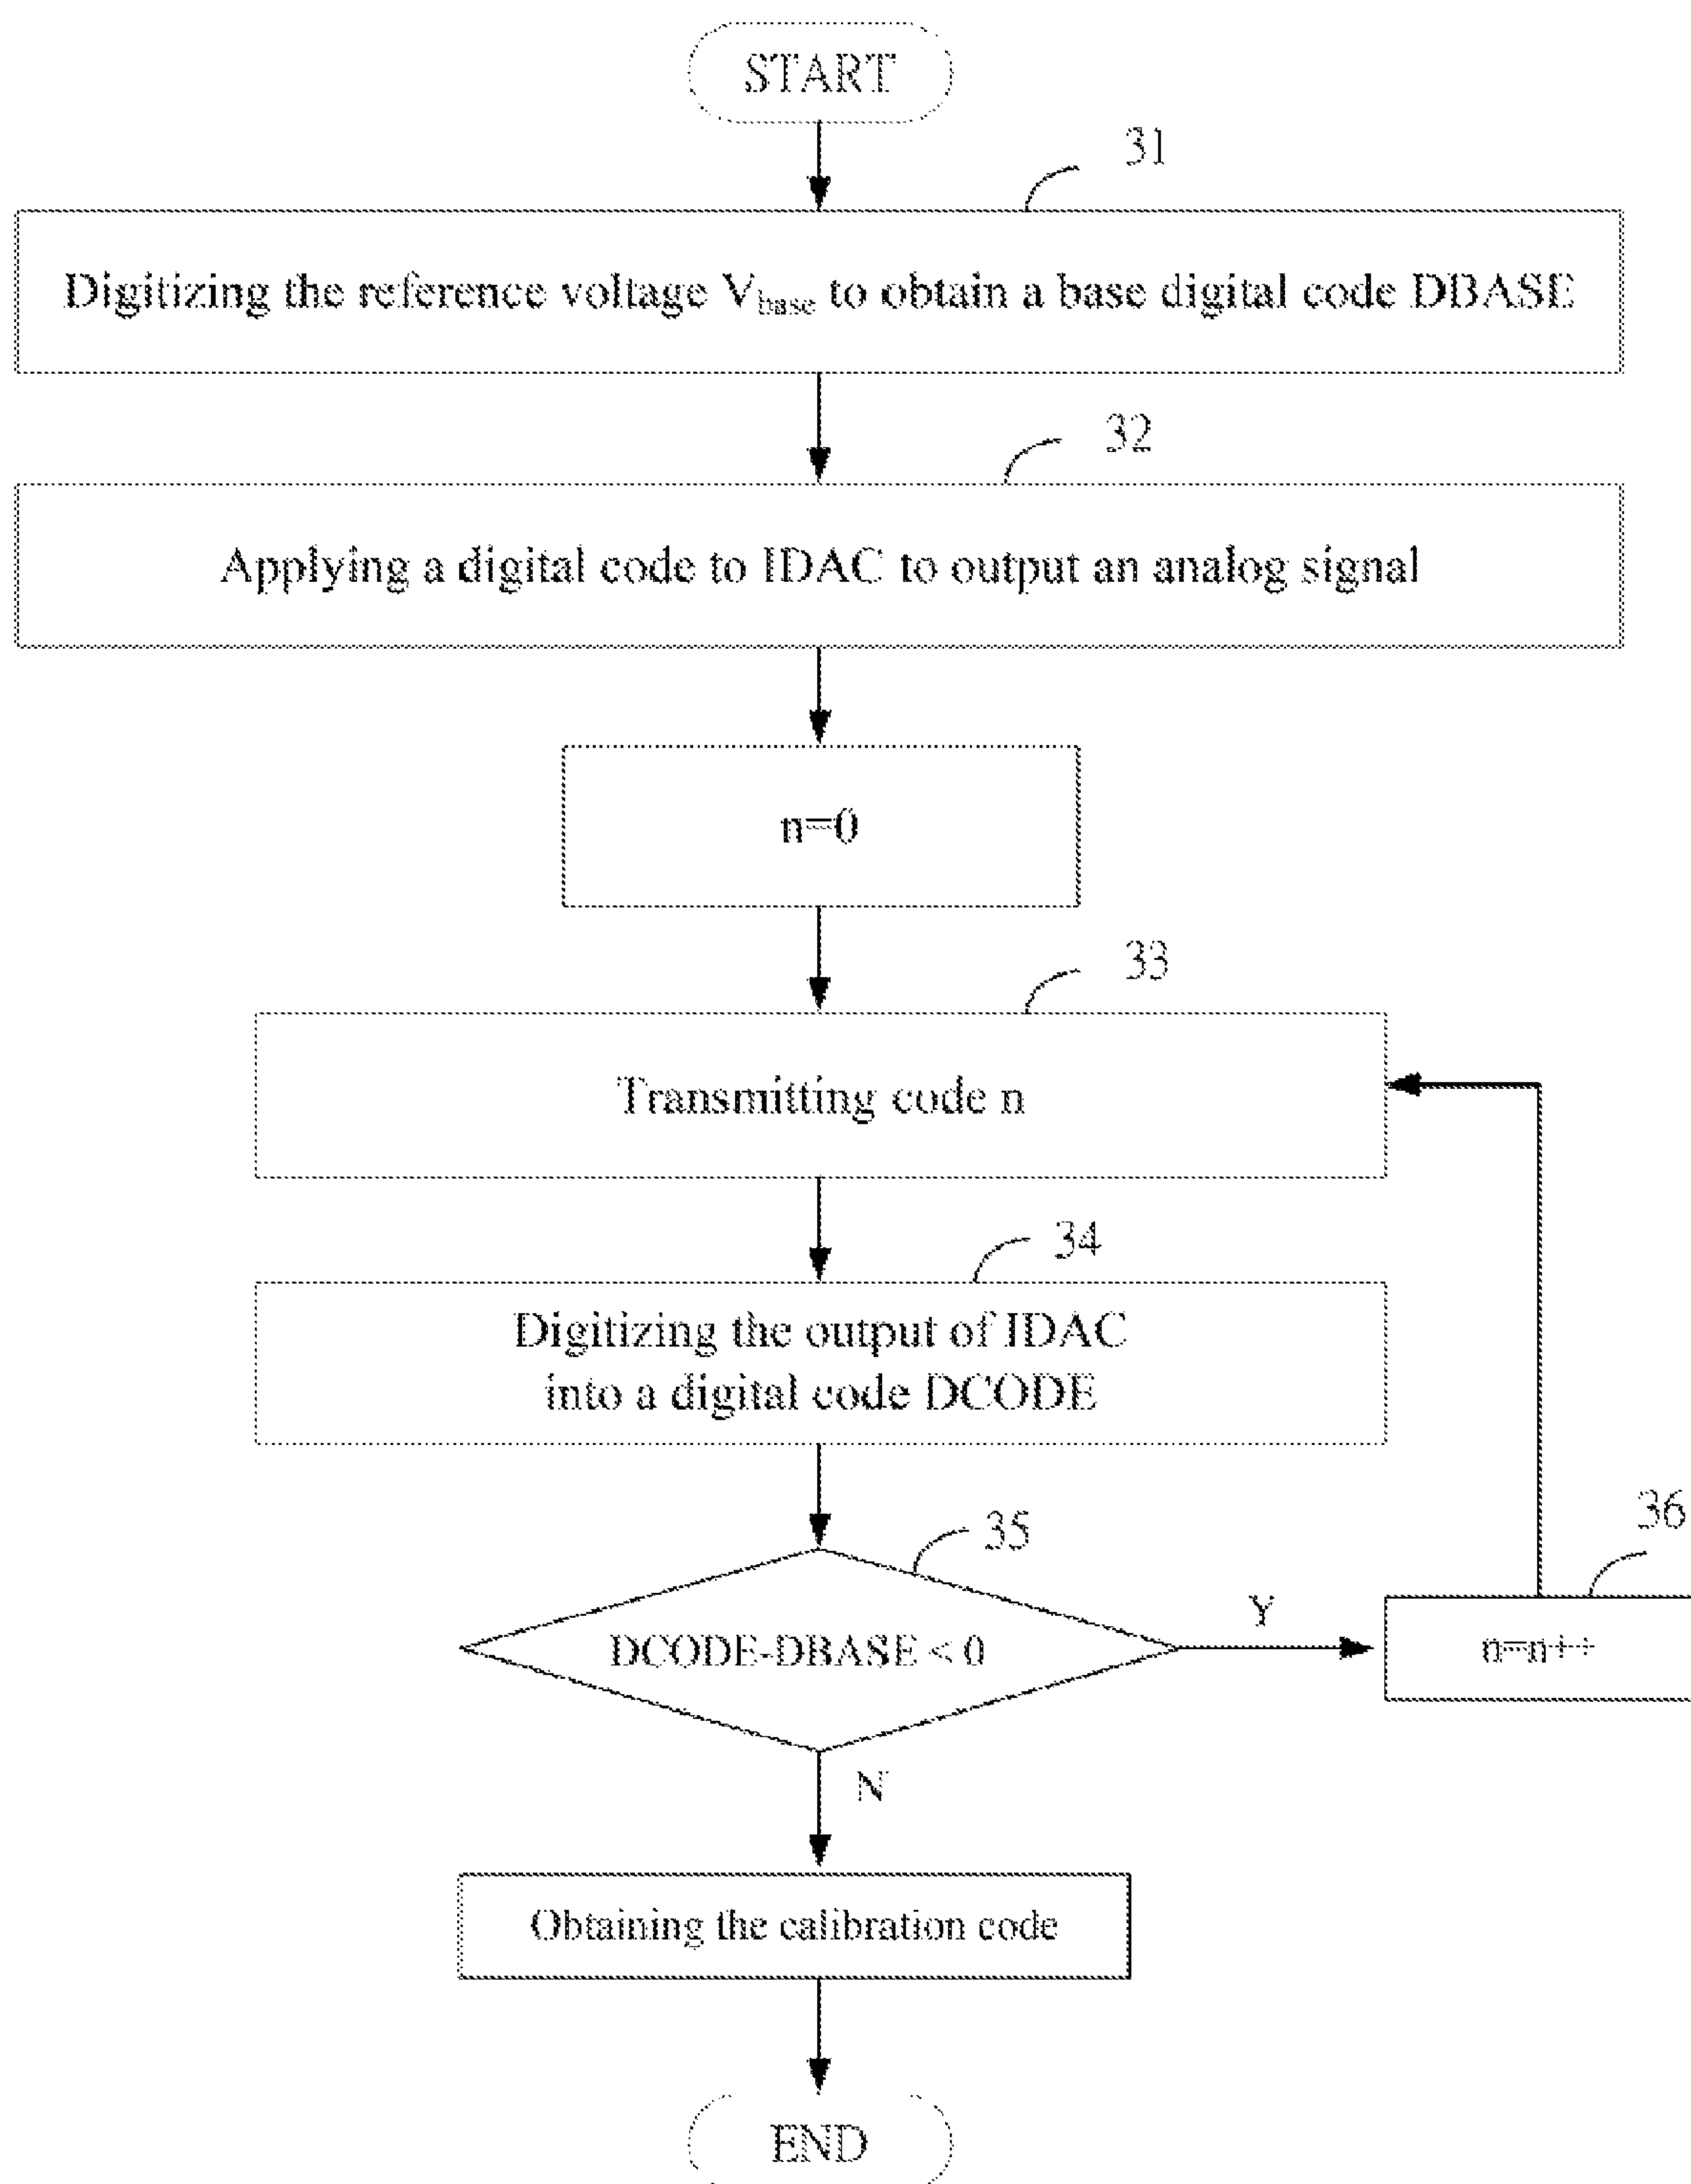 START
31
Digitizing the reference voltage Vbase to obtain a base digital code DBASE
32
Applying a digital code to IDAC to output an analog signal
n=0
33
Transmitting code n
34
Digitizing the output of IDAC
into a digital code DCODE
35
36
DCODE-DBASE < 0
Y
n=n++
N
Obtaining the calibration code
END